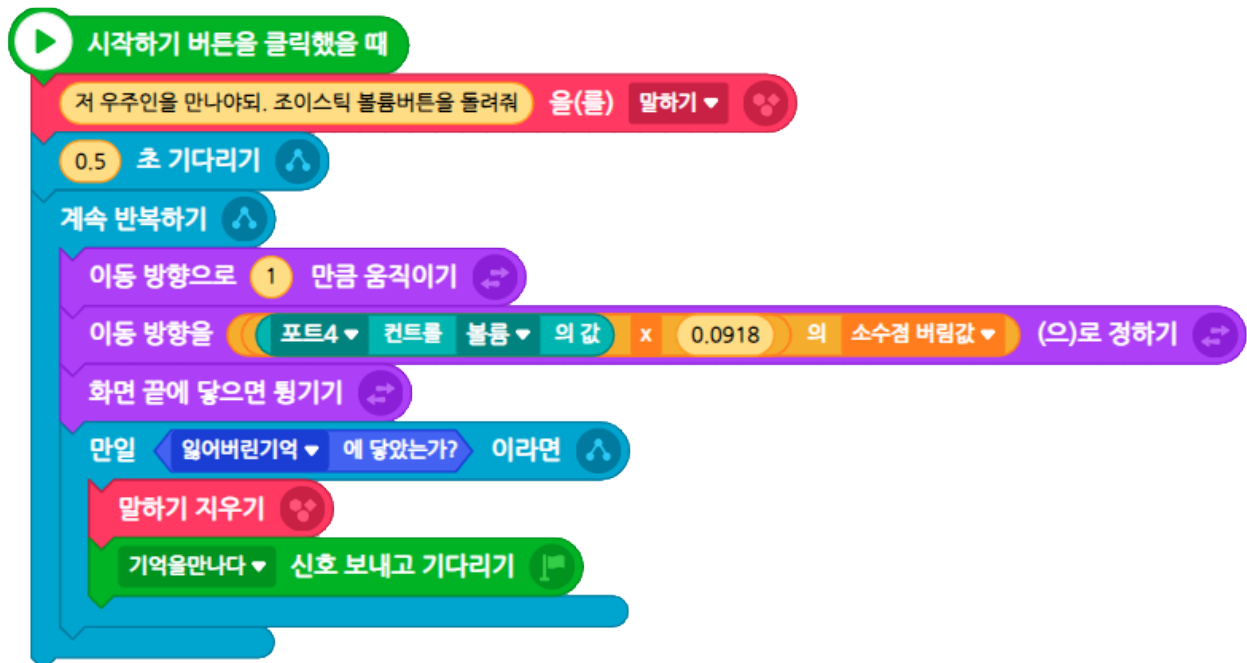 시작하기 버튼을 클릭했을 때
저 우주인을 만나야되. 조이스틱 볼륨버튼을 돌려줘 을(를) 말하기
0.5 초 기다리기
계속 반복하기
이동 방향으로 1 만큼 움직이기
이동 방향을 포트4 컨트롤 볼륨 의 값 x 0.0918 의 소수점 버림값 (으)로 정하기
화면 끝에 닿으면 튕기기
만일 잃어버린기억 에 닿았는가? 이라면
말하기 지우기
기억을만나다 신호 보내고 기다리기